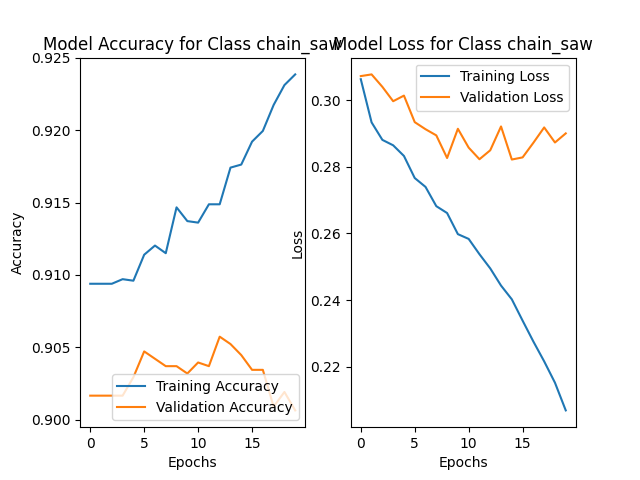 Model Accuracy for Class chain_saw
Model Loss for Class chain_saw
0.925
0.920
0.915
0.910
0.905
0.900
Accuracy
Training Accuracy
Validation Accuracy
0 5 10 15
Epochs
0.30
0.28
0.26
0.24
0.22
Loss
Training Loss
Validation Loss
0 5 10 15
Epochs